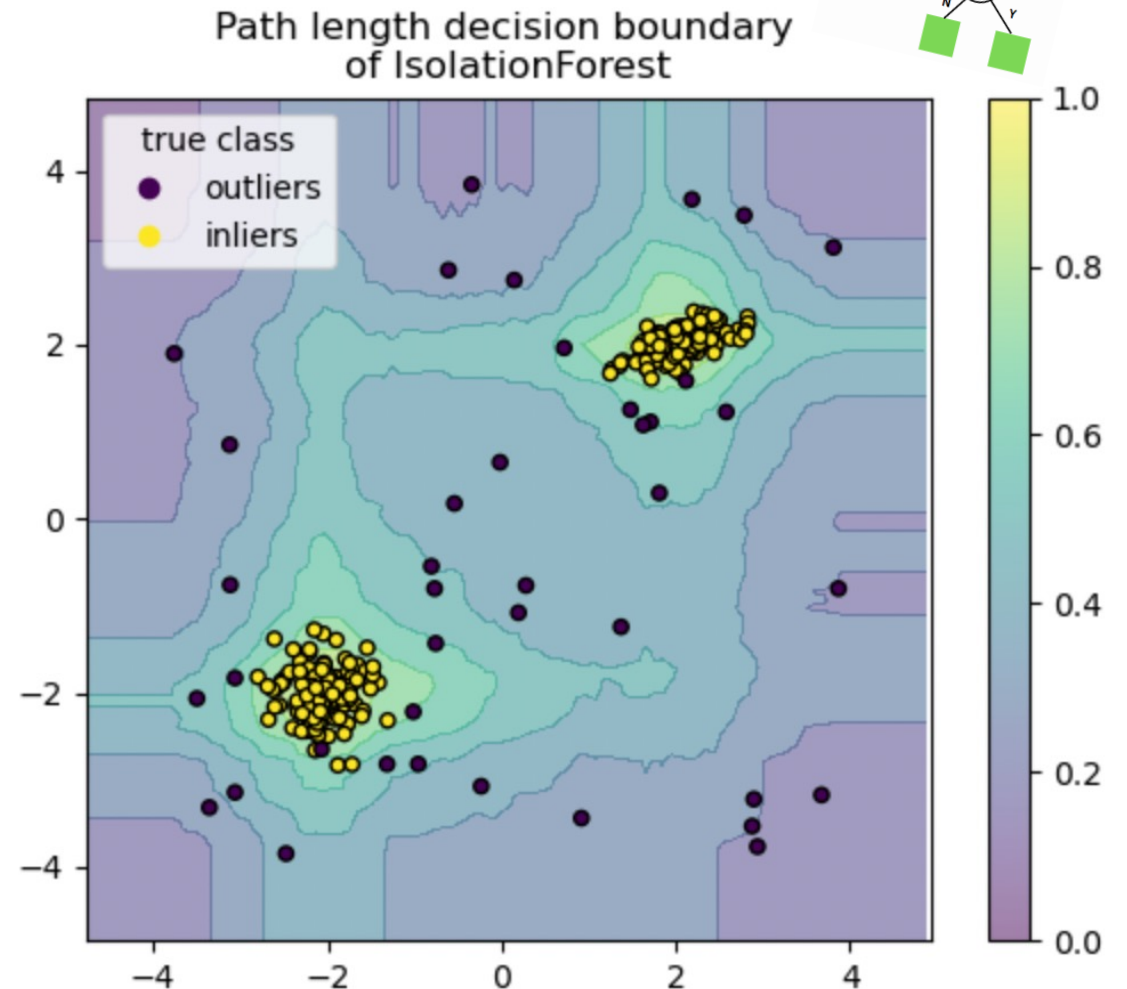 N
Y
Path length decision boundary
of IsolationForest
true class
outliers
inliers
4
2
0
−2
−4
−4
−2
0
2
4
1.0
0.8
0.6
0.4
0.2
0.0